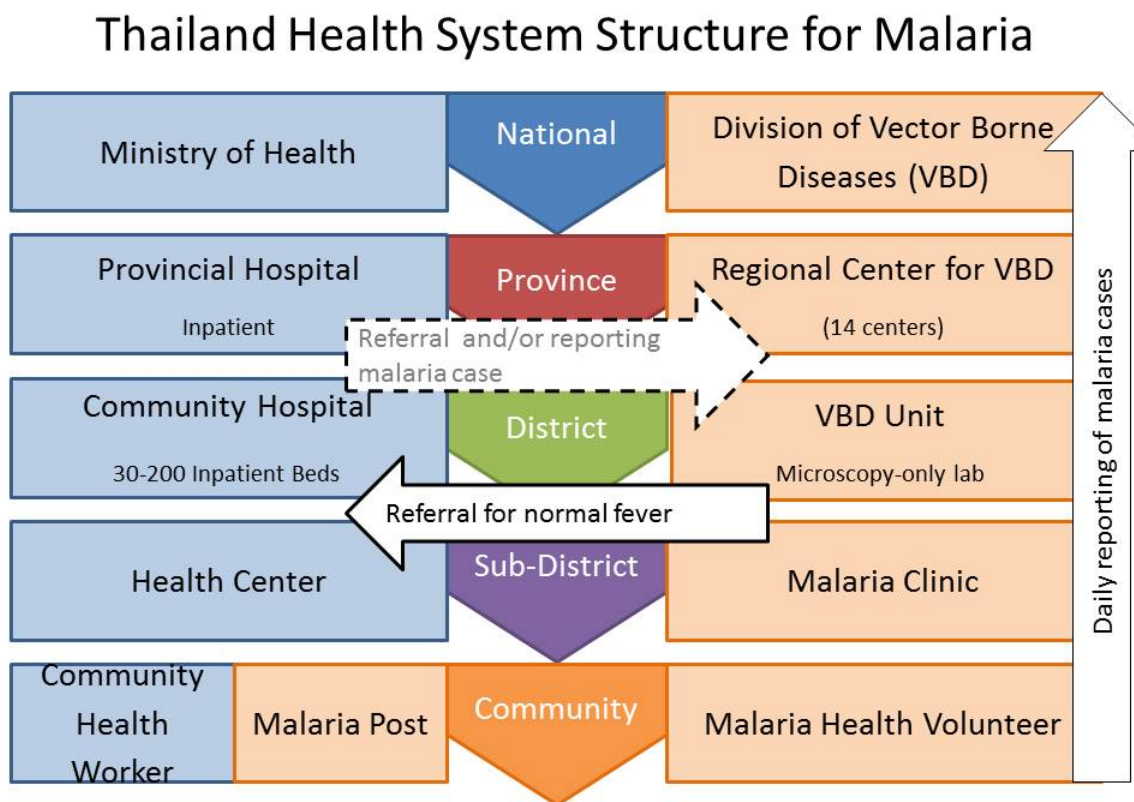 Thailand Health System Structure for Malaria
Ministry of Health
National
Division of Vector Borne
Diseases (VBD)
Provincial Hospital
Inpatient
Province
Regional Center for VBD
(14 centers)
Referral and/or reporting
malaria case
Community Hospital
30-200 Inpatient Beds
District
VBD Unit
Microscopy-only lab
Referral for normal fever
Health Center
Sub-District
Malaria Clinic
Community
Health
Worker
Malaria Post
Community
Malaria Health Volunteer
Daily reporting of malaria cases